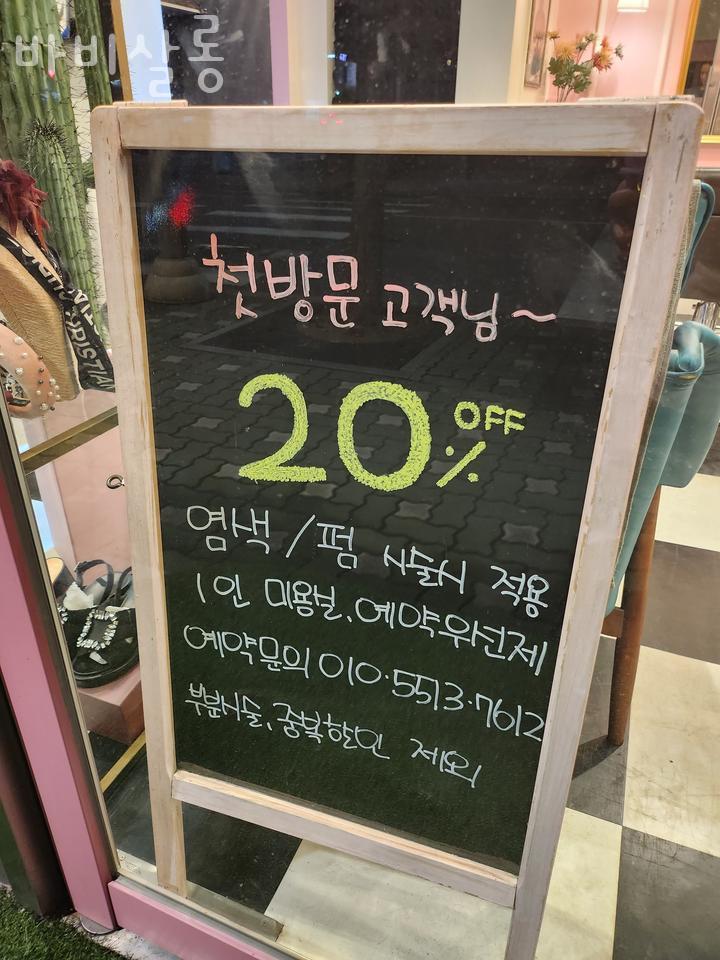 바비살롱
첫방문 고객님~
20% OFF
염색/펌 시술시 적용
1인 미용실, 예약우선제
예약문의 010·5513·7612
부분시술, 중복할인 제외